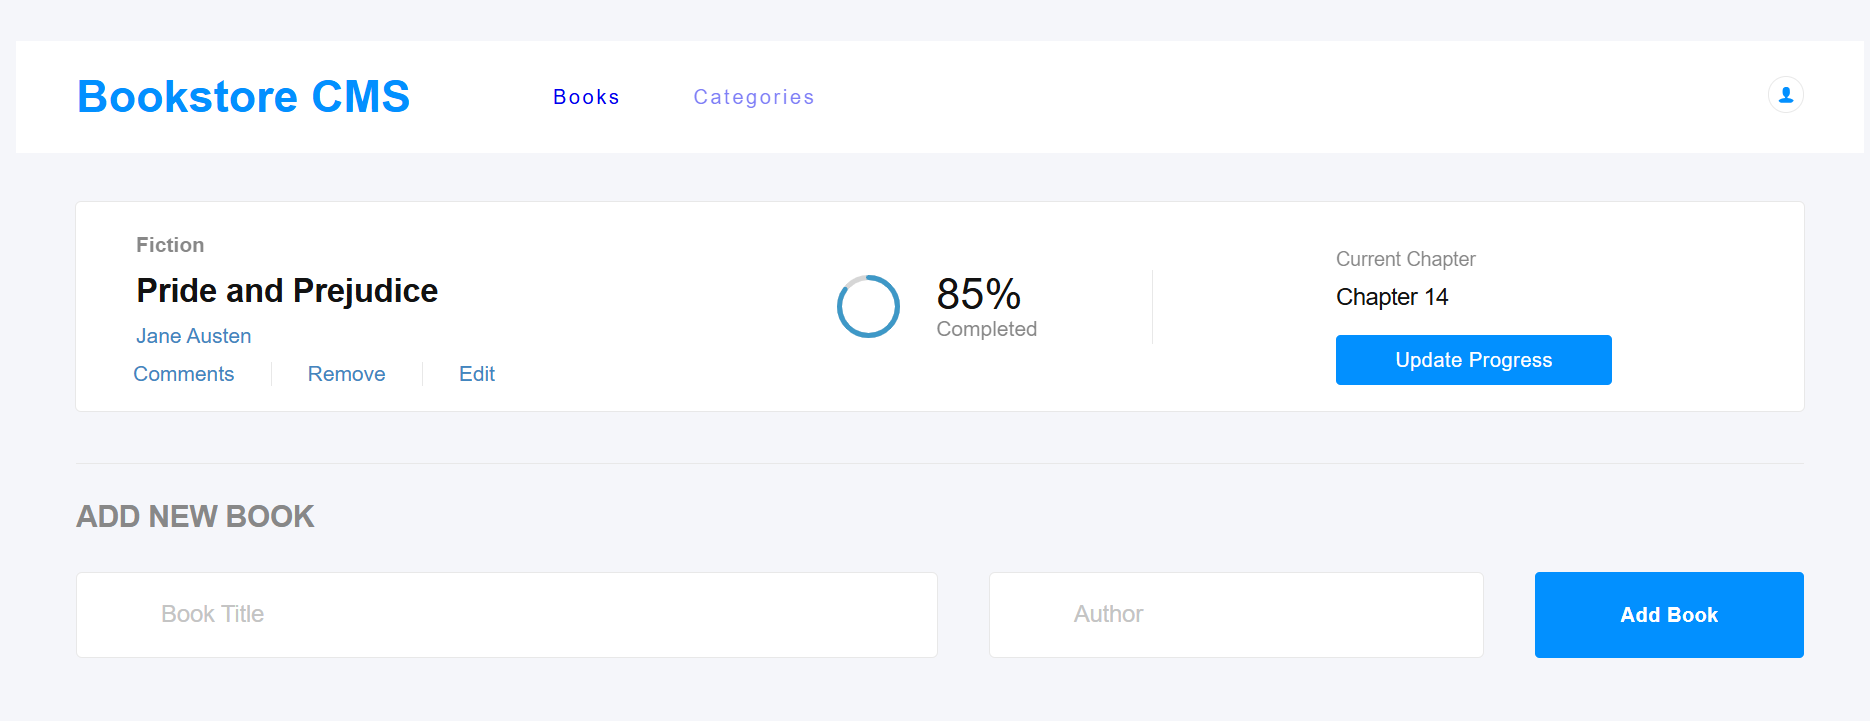 Bookstore CMS
Books
Categories
Fiction
Pride and Prejudice
Jane Austen
Comments
Remove
Edit
85%
Completed
Current Chapter
Chapter 14
Update Progress
ADD NEW BOOK
Book Title
Author
Add Book